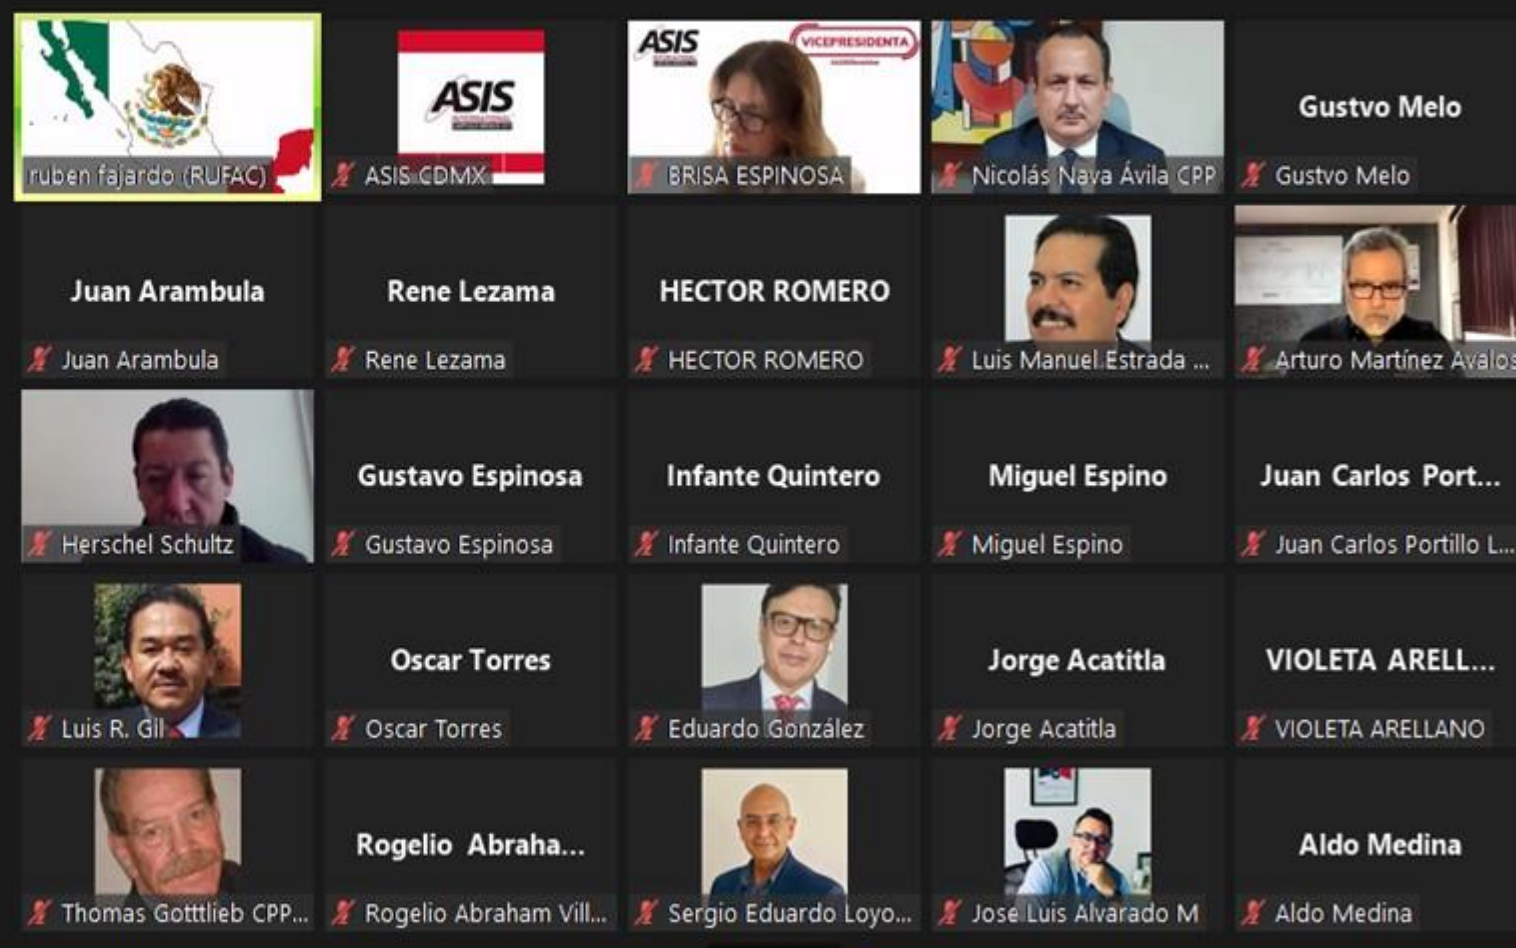 ruben fajardo (RUFAC)
ASIS
ASIS CDMX
ASIS
VICEPRESIDENTA
BRISA ESPINOSA
Nicolás Nava Ávila CPP
Gustvo Melo
Gustvo Melo
Juan Arambula
Juan Arambula
Rene Lezama
Rene Lezama
HECTOR ROMERO
HECTOR ROMERO
Luis Manuel Estrada ...
Arturo Martínez Avalos
Herschel Schultz
Gustavo Espinosa
Gustavo Espinosa
Infante Quintero
Infante Quintero
Miguel Espino
Miguel Espino
Juan Carlos Port...
Juan Carlos Portillo L...
Luis R. Gil
Oscar Torres
Oscar Torres
Eduardo González
Jorge Acatitla
Jorge Acatitla
VIOLETA ARELL...
VIOLETA ARELLANO
Thomas Gotttlieb CPP...
Rogelio Abraha...
Rogelio Abraham Vill...
Sergio Eduardo Loyo...
Jose Luis Alvarado M
Aldo Medina
Aldo Medina